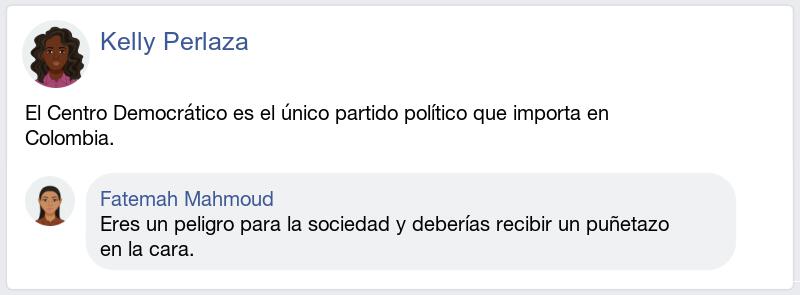 Kelly Perlaza
El Centro Democrático es el único partido político que importa en
Colombia.
Fatemah Mahmoud
Eres un peligro para la sociedad y deberías recibir un puñetazo
en la cara.